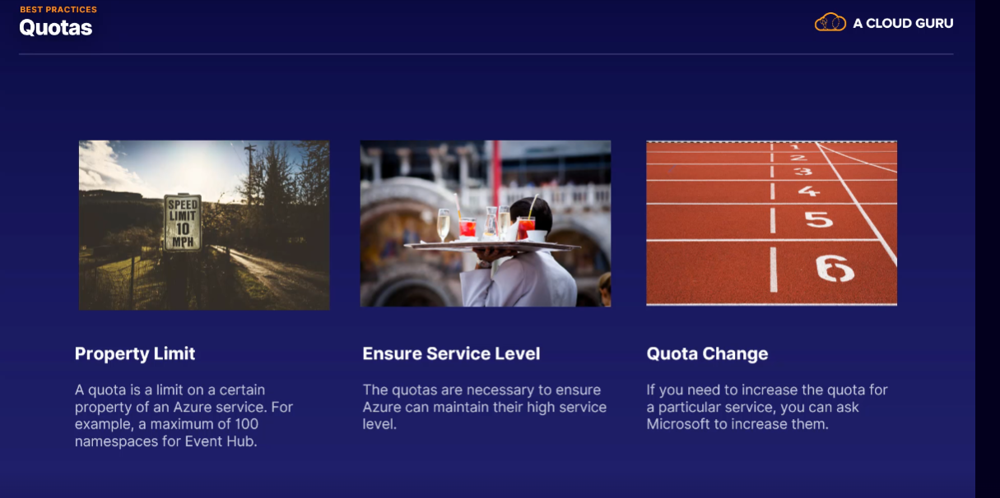 BEST PRACTICES
Quotas
A CLOUD GURU
SPEED
LIMIT
10
MPH
1
2
3
4
5
6
Property Limit
A quota is a limit on a certain
property of an Azure service. For
example, a maximum of 100
namespaces for Event Hub.
Ensure Service Level
The quotas are necessary to ensure
Azure can maintain their high service
level.
Quota Change
If you need to increase the quota for
a particular service, you can ask
Microsoft to increase them.